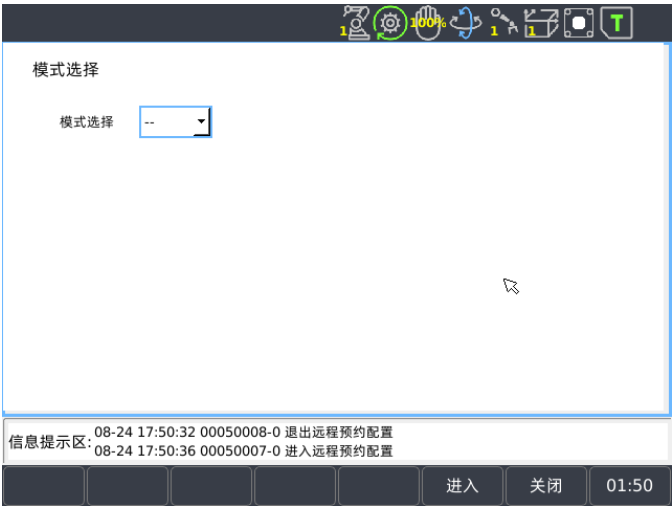 1 100% 1 1 T
模式选择
模式选择 --
信息提示区: 08-24 17:50:32 00050008-0 退出远程预约配置
08-24 17:50:36 00050007-0 进入远程预约配置
进入 关闭 01:50